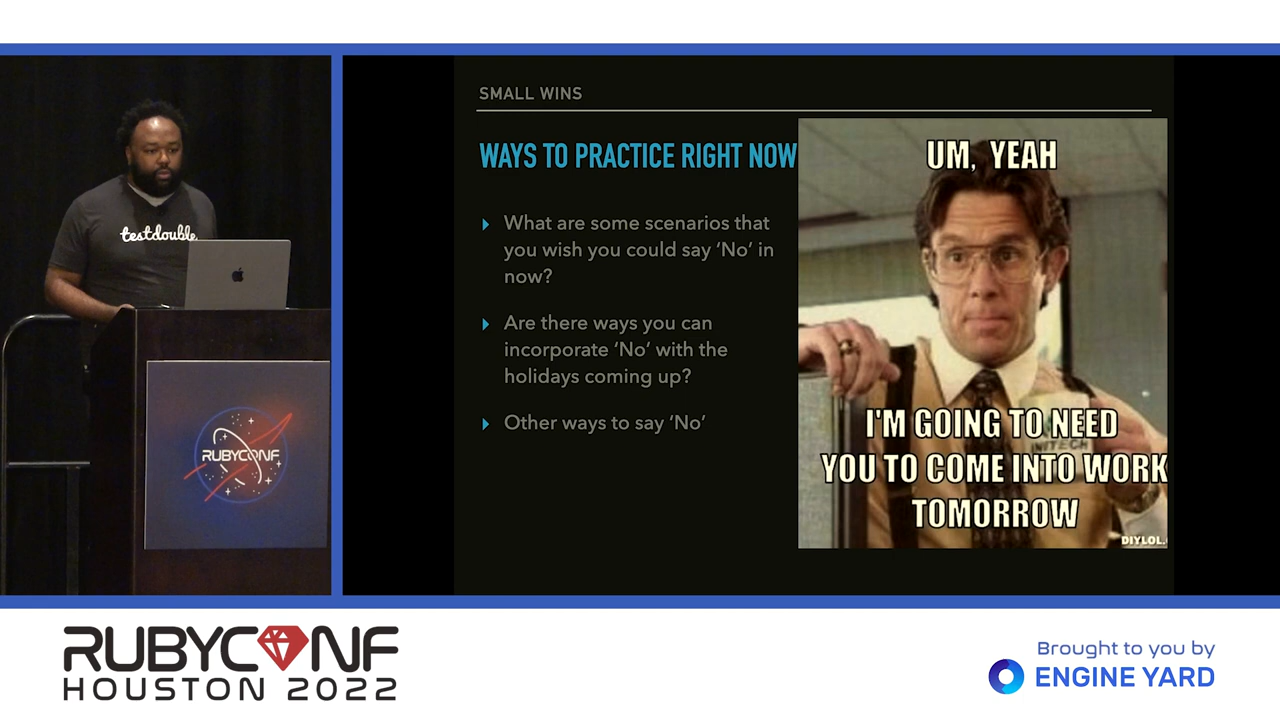 SMALL WINS
WAYS TO PRACTICE RIGHT NOW
What are some scenarios that
you wish you could say ‘No’ in
now?
Are there ways you can
incorporate ‘No’ with the
holidays coming up?
Other ways to say ‘No’
UM, YEAH
I'M GOING TO NEED
YOU TO COME INTO WORK
TOMORROW
INITECH
DIYLOL.
testdouble
RUBYCONF
RUBYCONF
HOUSTON 2022
Brought to you by
ENGINE YARD